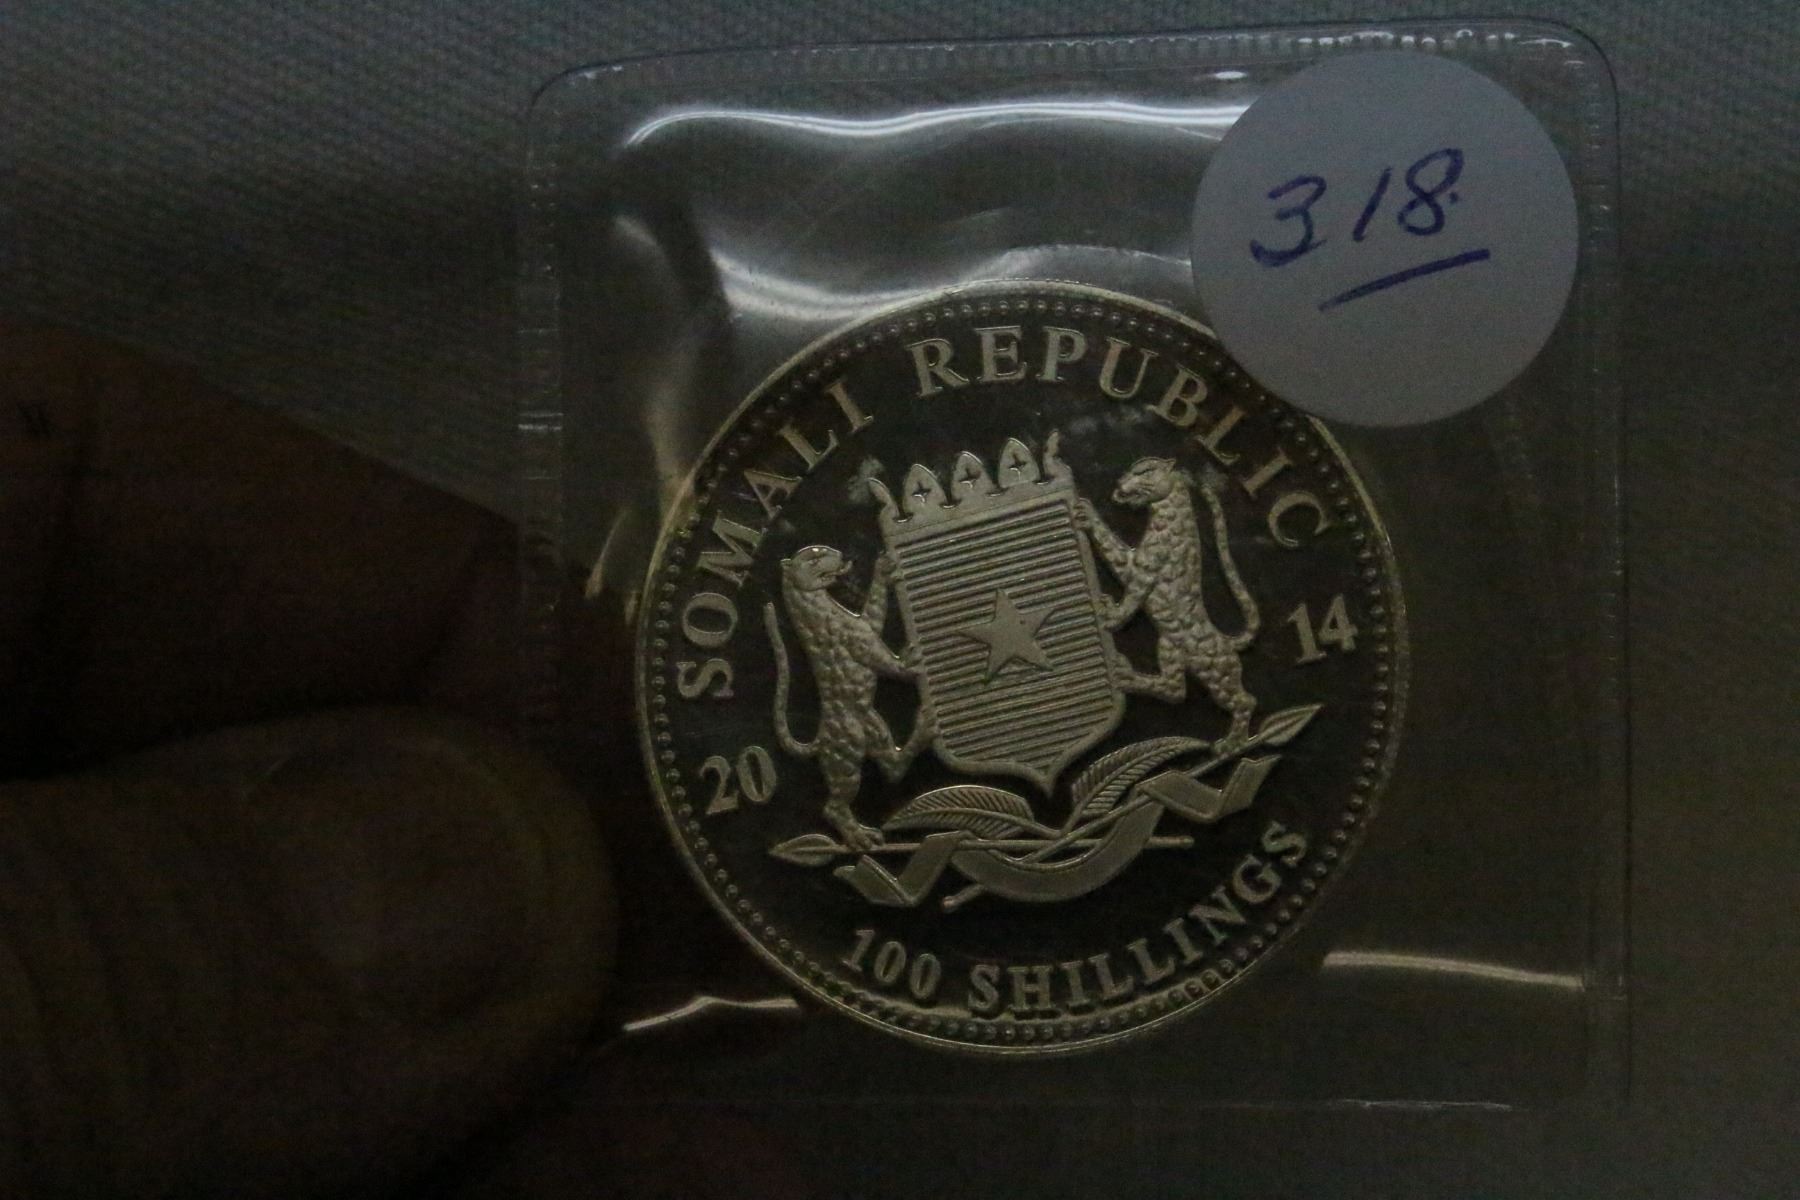 318.
SOMALI REPUBLIC
20 14
100 SHILLINGS